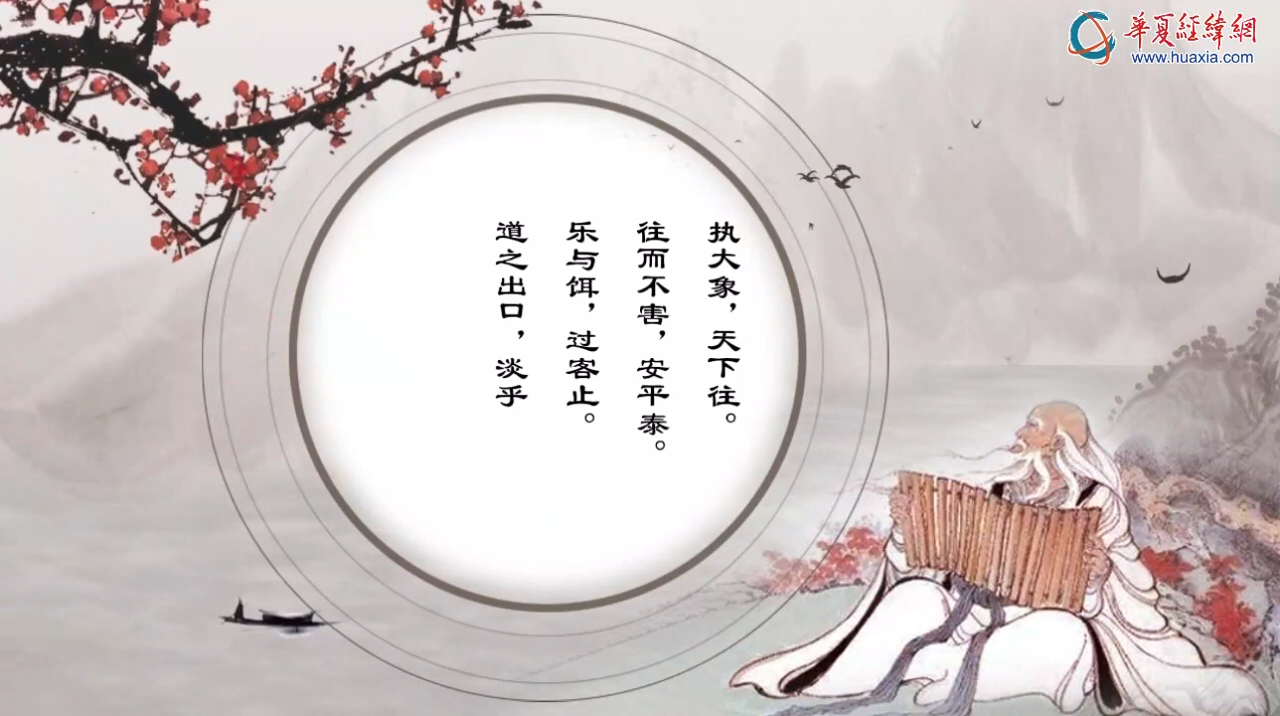 華夏經緯網
www.huaxia.com
执大象，天下往。
往而不害，安平泰。
乐与饵，过客止。
道之出口，淡乎